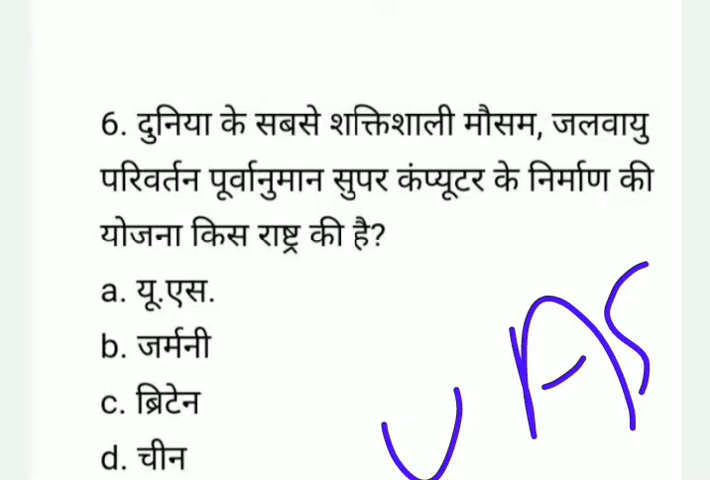 6. दुनिया के सबसे शक्तिशाली मौसम, जलवायु
परिवर्तन पूर्वानुमान सुपर कंप्यूटर के निर्माण की
योजना किस राष्ट्र की है?
a. यू.एस.
b. जर्मनी
c. ब्रिटेन
d. चीन
UAS